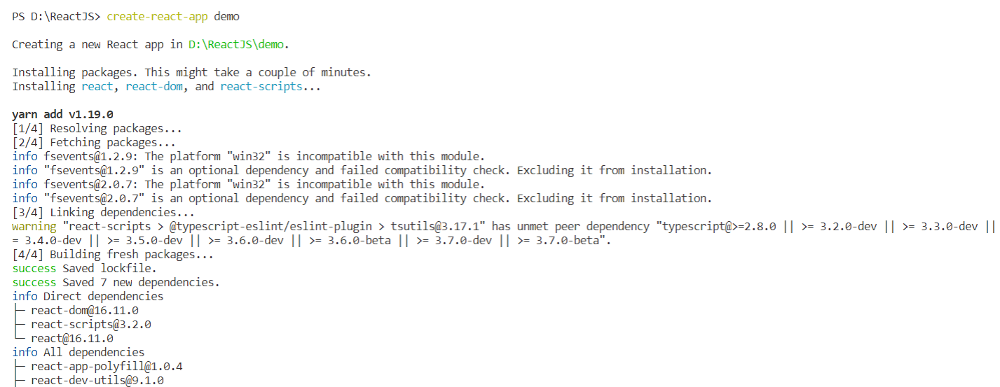 PS D:\ReactJS> create-react-app demo
Creating a new React app in D:\ReactJS\demo.
Installing packages. This might take a couple of minutes.
Installing react, react-dom, and react-scripts...
yarn add v1.19.0
[1/4] Resolving packages...
[2/4] Fetching packages...
info fsevents@1.2.9: The platform "win32" is incompatible with this module.
info "fsevents@1.2.9" is an optional dependency and failed compatibility check. Excluding it from installation.
info fsevents@2.0.7: The platform "win32" is incompatible with this module.
info "fsevents@2.0.7" is an optional dependency and failed compatibility check. Excluding it from installation.
[3/4] Linking dependencies...
warning "react-scripts > @typescript-eslint/eslint-plugin > tsutils@3.17.1" has unmet peer dependency "typescript@>=2.8.0 || >= 3.2.0-dev || >= 3.3.0-dev ||
= 3.4.0-dev || >= 3.5.0-dev || >= 3.6.0-dev || >= 3.6.0-beta || >= 3.7.0-dev || >= 3.7.0-beta".
[4/4] Building fresh packages...
success Saved lockfile.
success Saved 7 new dependencies.
info Direct dependencies
├─ react-dom@16.11.0
├─ react-scripts@3.2.0
└─ react@16.11.0
info All dependencies
├─ react-app-polyfill@1.0.4
├─ react-dev-utils@9.1.0